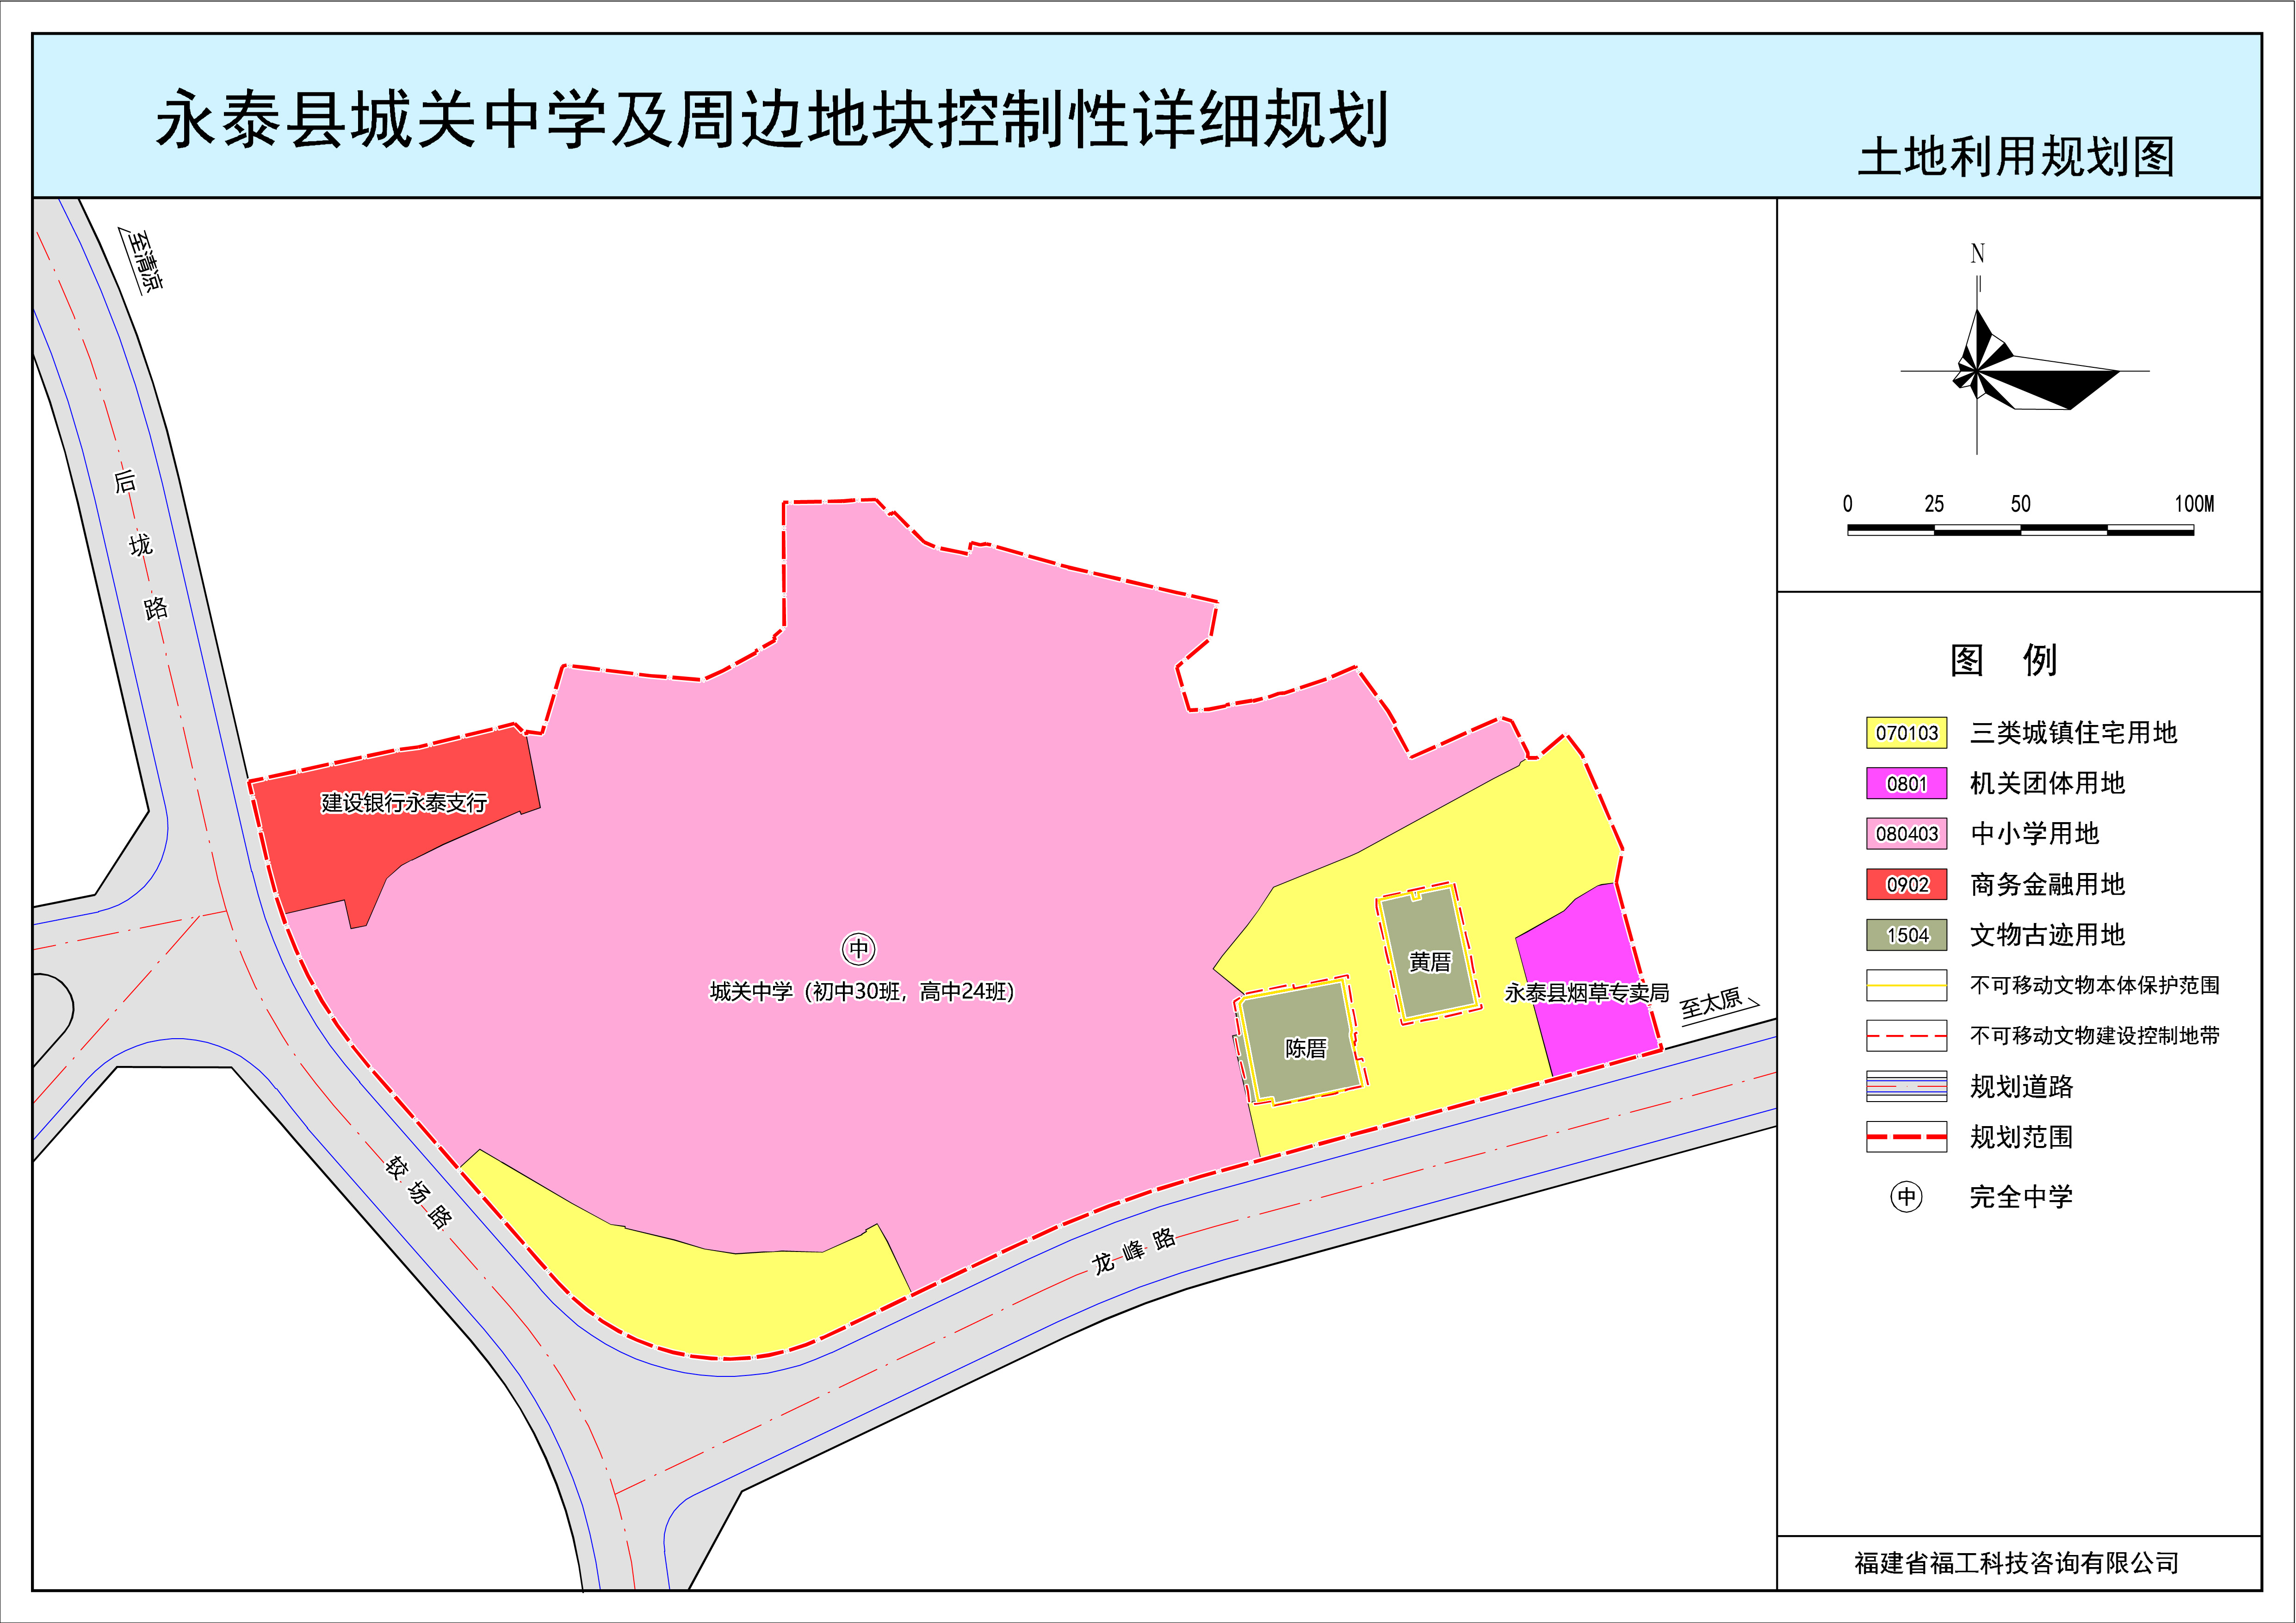 永泰县城关中学及周边地块控制性详细规划
土地利用规划图
至清凉
后垅路
建设银行永泰支行
中
城关中学（初中30班，高中24班）
黄厝
陈厝
永泰县烟草专卖局
至太原
较场路
龙峰路
N
0 25 50 100M
图 例
070103 三类城镇住宅用地
0801 机关团体用地
080403 中小学用地
0902 商务金融用地
1504 文物古迹用地
不可移动文物本体保护范围
不可移动文物建设控制地带
规划道路
规划范围
中 完全中学
福建省福工科技咨询有限公司